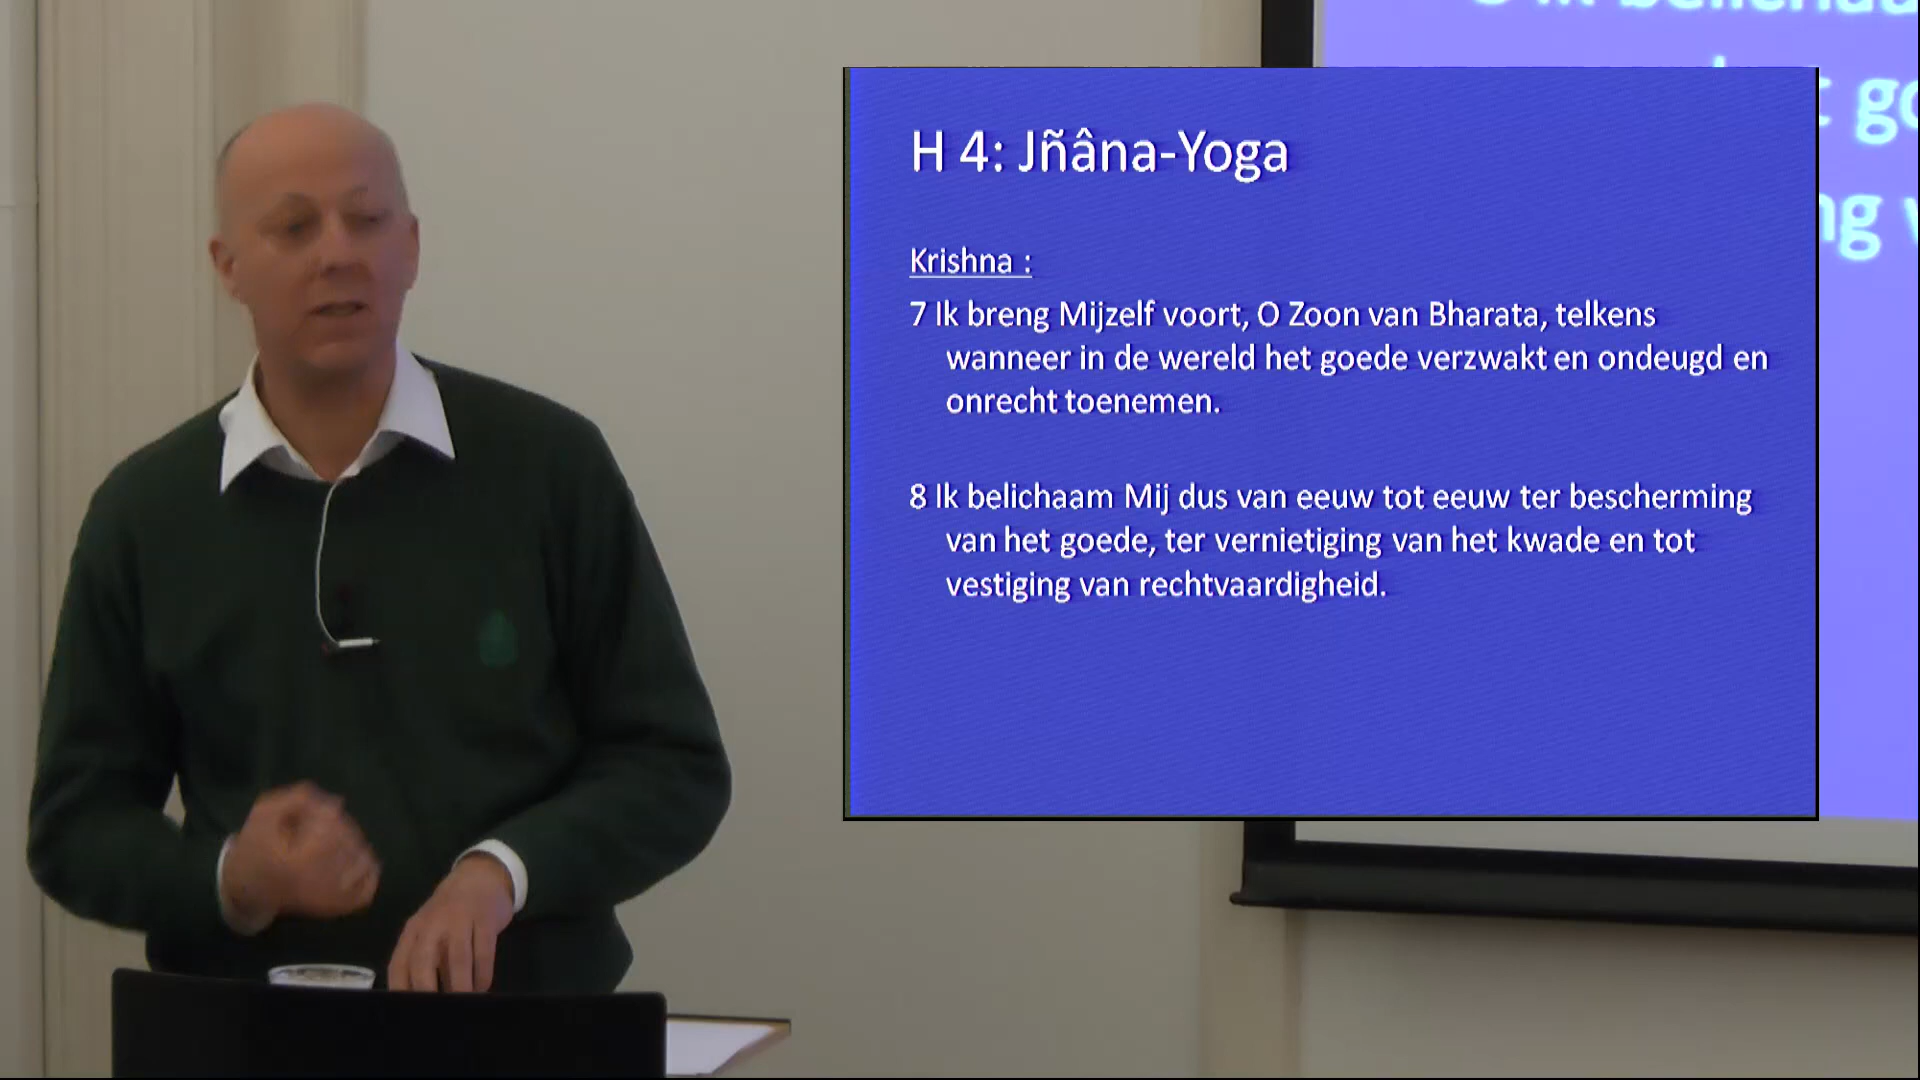 H 4: Jñâna-Yoga
Krishna :
7 Ik breng Mijzelf voort, O Zoon van Bharata, telkens
wanneer in de wereld het goede verzwakt en ondeugd en
onrecht toenemen.
8 Ik belichaam Mij dus van eeuw tot eeuw ter bescherming
van het goede, ter vernietiging van het kwade en tot
vestiging van rechtvaardigheid.